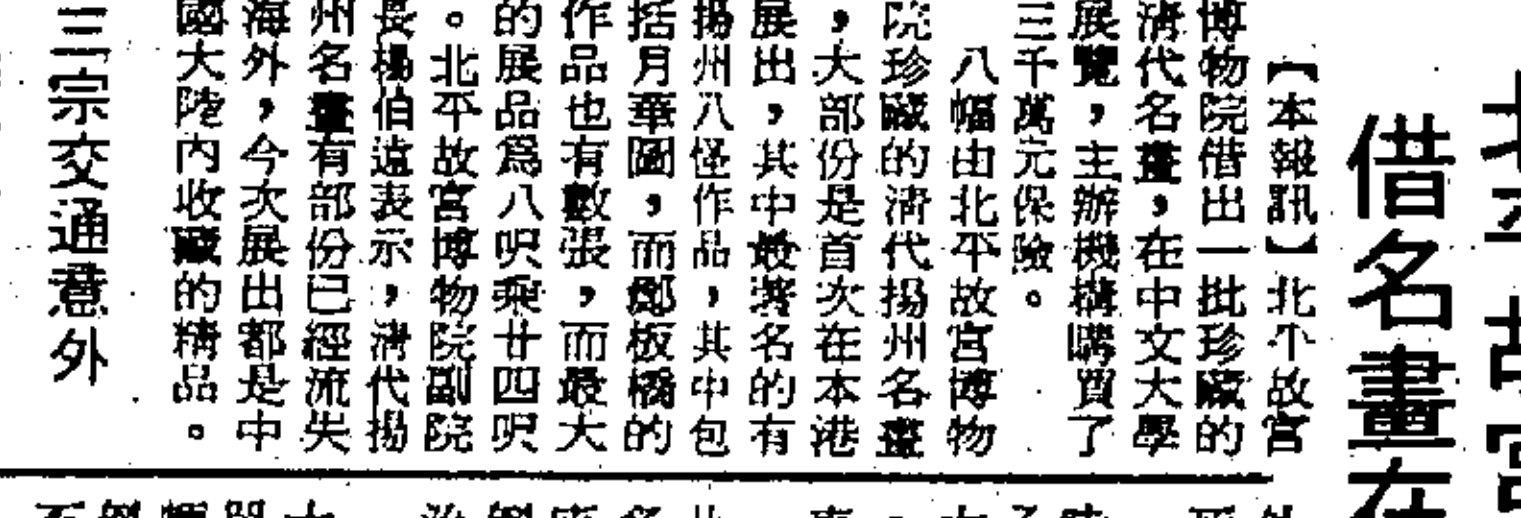 北平故宮
借名畫在
【本報訊】北平故宮
博物院借出一批珍藏的
清代名畫,在中文大學
展覽,主辦機構購買了
三千萬元保險。
八幅由北平故宮博物
院珍藏的清代揚州名畫
,大部份是首次在本港
展出,其中最著名的有
揚州八怪作品,其中包
括月華圖,而鄭板橋的
作品也有數張,而最大
的展品爲八呎乘廿四呎
。北平故宮博物院副院
長楊伯達表示,清代揚
州名畫有部份已經流失
海外,今次展出都是中
國大陸內收藏的精品。
三宗交通意外